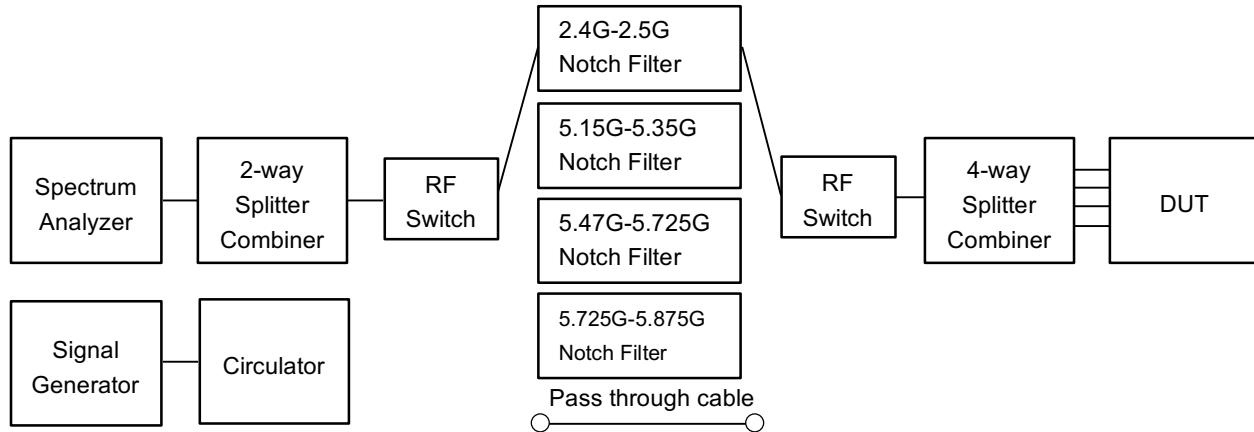 2.4G-2.5G
Notch Filter
5.15G-5.35G
Notch Filter
5.47G-5.725G
Notch Filter
5.725G-5.875G
Notch Filter
Pass through cable
Spectrum
Analyzer
2-way
Splitter
Combiner
RF
Switch
RF
Switch
4-way
Splitter
Combiner
DUT
Signal
Generator
Circulator